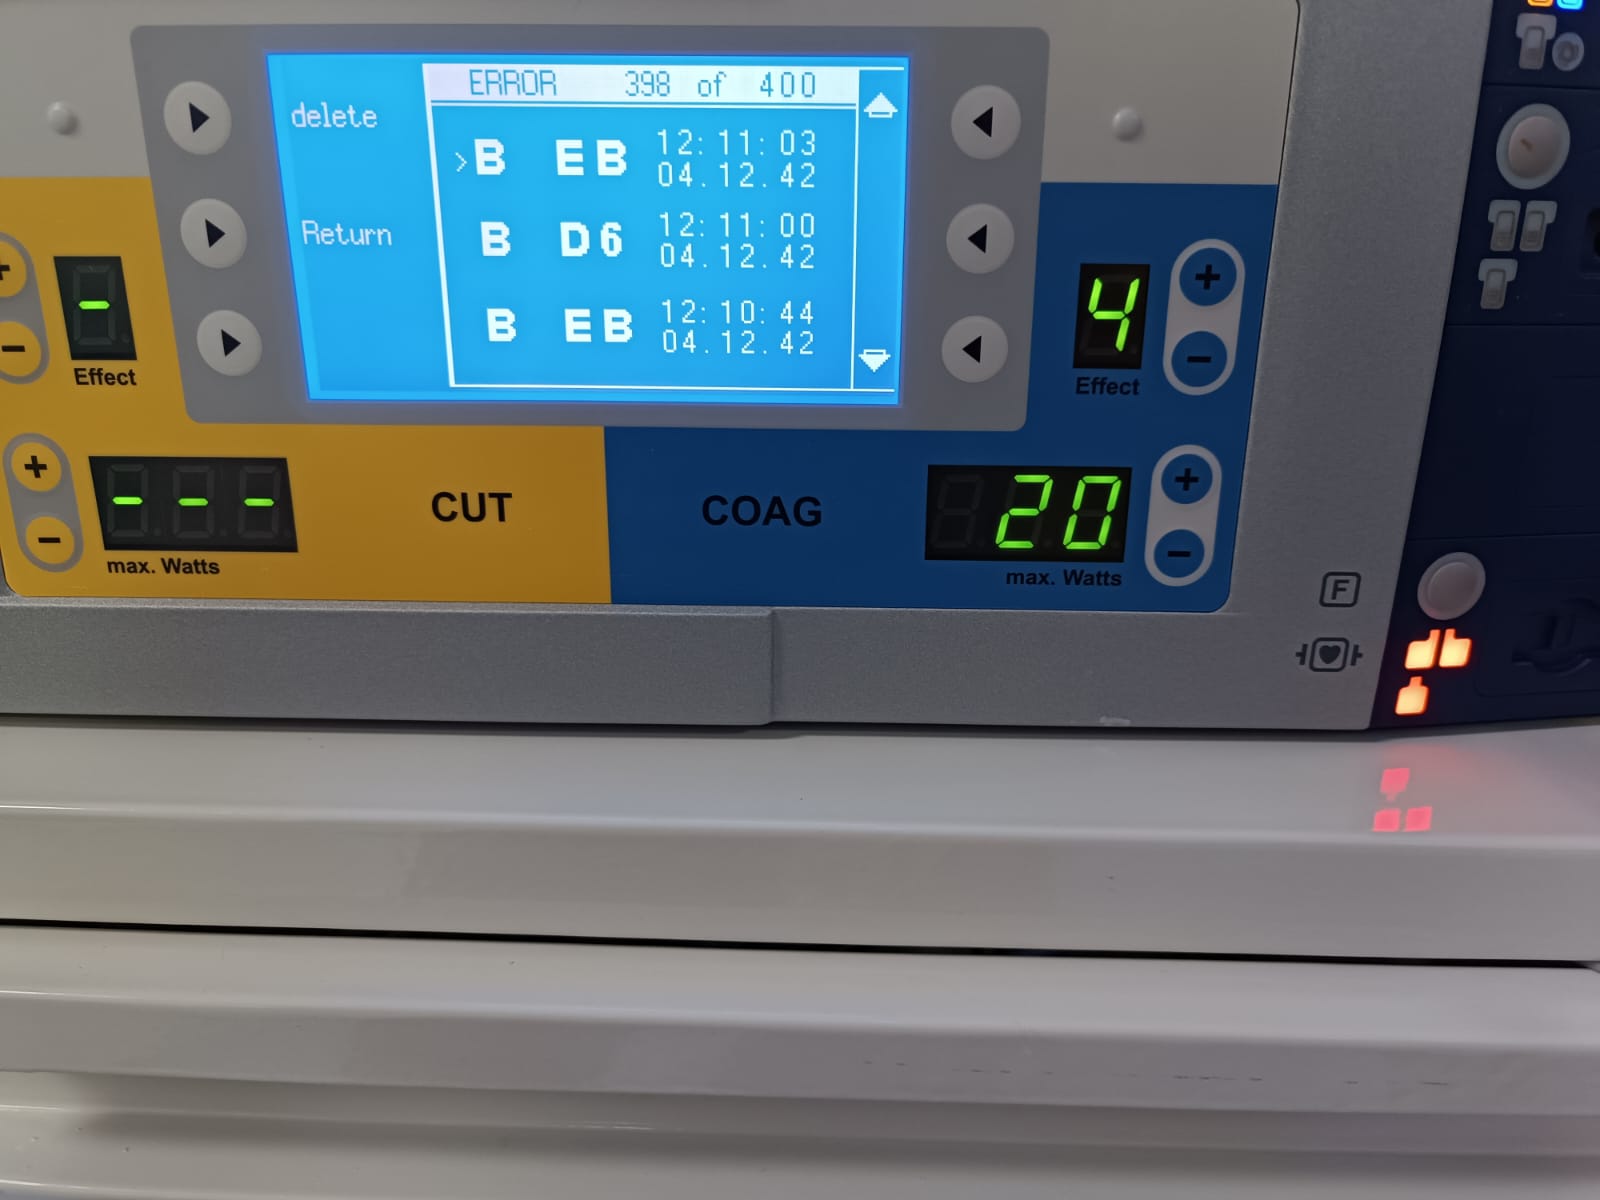 ERROR 398 of 400
delete
>B EB 12:11:03
04.12.42
B D6 12:11:00
04.12.42
Return
B EB 12:10:44
04.12.42
-
Effect
4
Effect
+
-
+
-
+
-
---
max. Watts
CUT
COAG
20
max. Watts
+
-
F